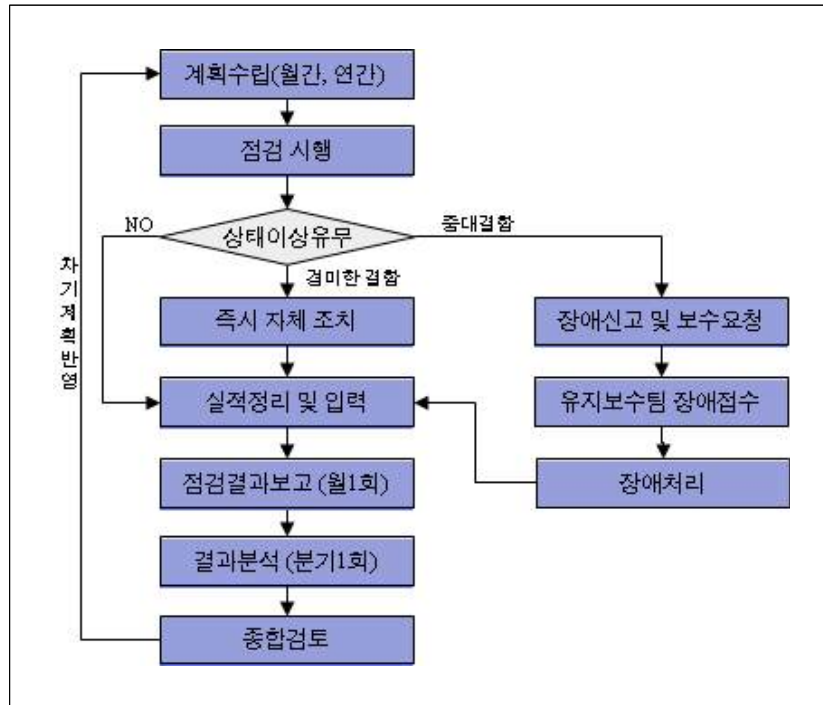 계획수립(월간, 연간)
점검 시행
NO
상태이상유무
중대결함
경미한 결함
차기계획반영
즉시 자체 조치
장애신고 및 보수요청
실적정리 및 입력
유지보수팀 장애접수
점검결과보고 (월1회)
장애처리
결과분석 (분기1회)
종합검토